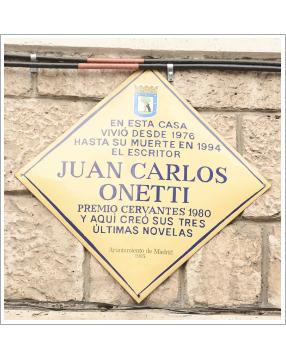 EN ESTA CASA
VIVIÓ DESDE 1976
HASTA SU MUERTE EN 1994
EL ESCRITOR
JUAN CARLOS
ONETTI
PREMIO CERVANTES 1980
Y AQUÍ CREÓ SUS TRES
ÚLTIMAS NOVELAS
Ayuntamiento de Madrid